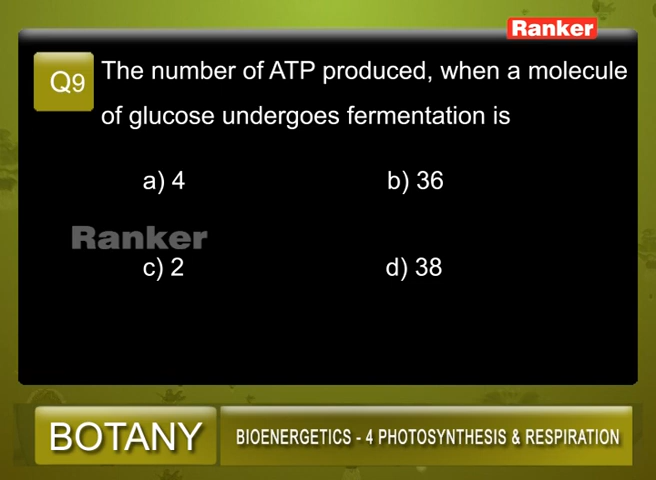 Ranker
Q9 The number of ATP produced, when a molecule
of glucose undergoes fermentation is
a) 4 b) 36
Ranker
c) 2 d) 38
BOTANY BIOENERGETICS - 4 PHOTOSYNTHESIS & RESPIRATION